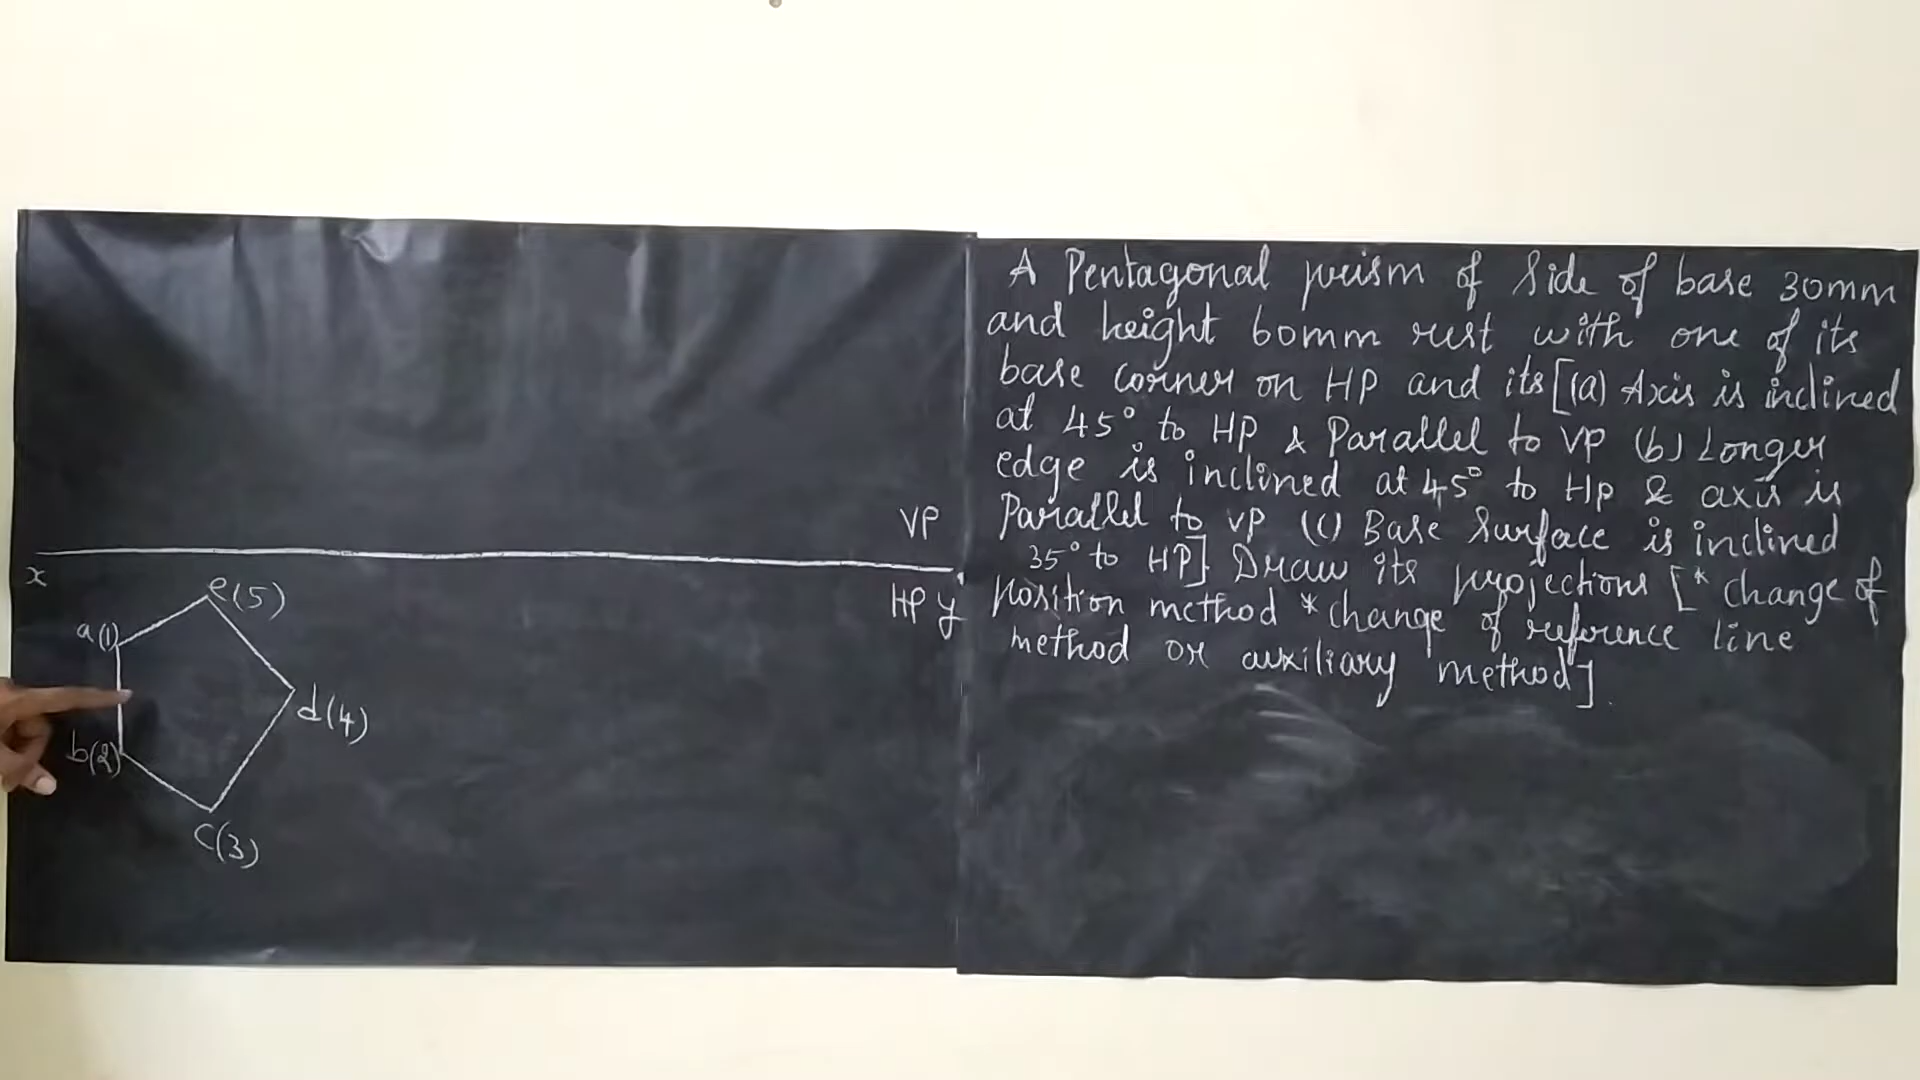 A Pentagonal prism of side of base 30mm
and height 60mm rest with one of its
base corner on HP and its [(a) Axis is inclined
at 45° to HP & Parallel to VP (b) Longer
edge is inclined at 45° to Hp & axis is
Parallel to VP (c) Base Surface is inclined
35° to HP]. Draw its projections [* change of
position method * change of reference line
method or auxiliary method].
VP
x
HP y
e(5)
a(1)
d(4)
b(2)
c(3)